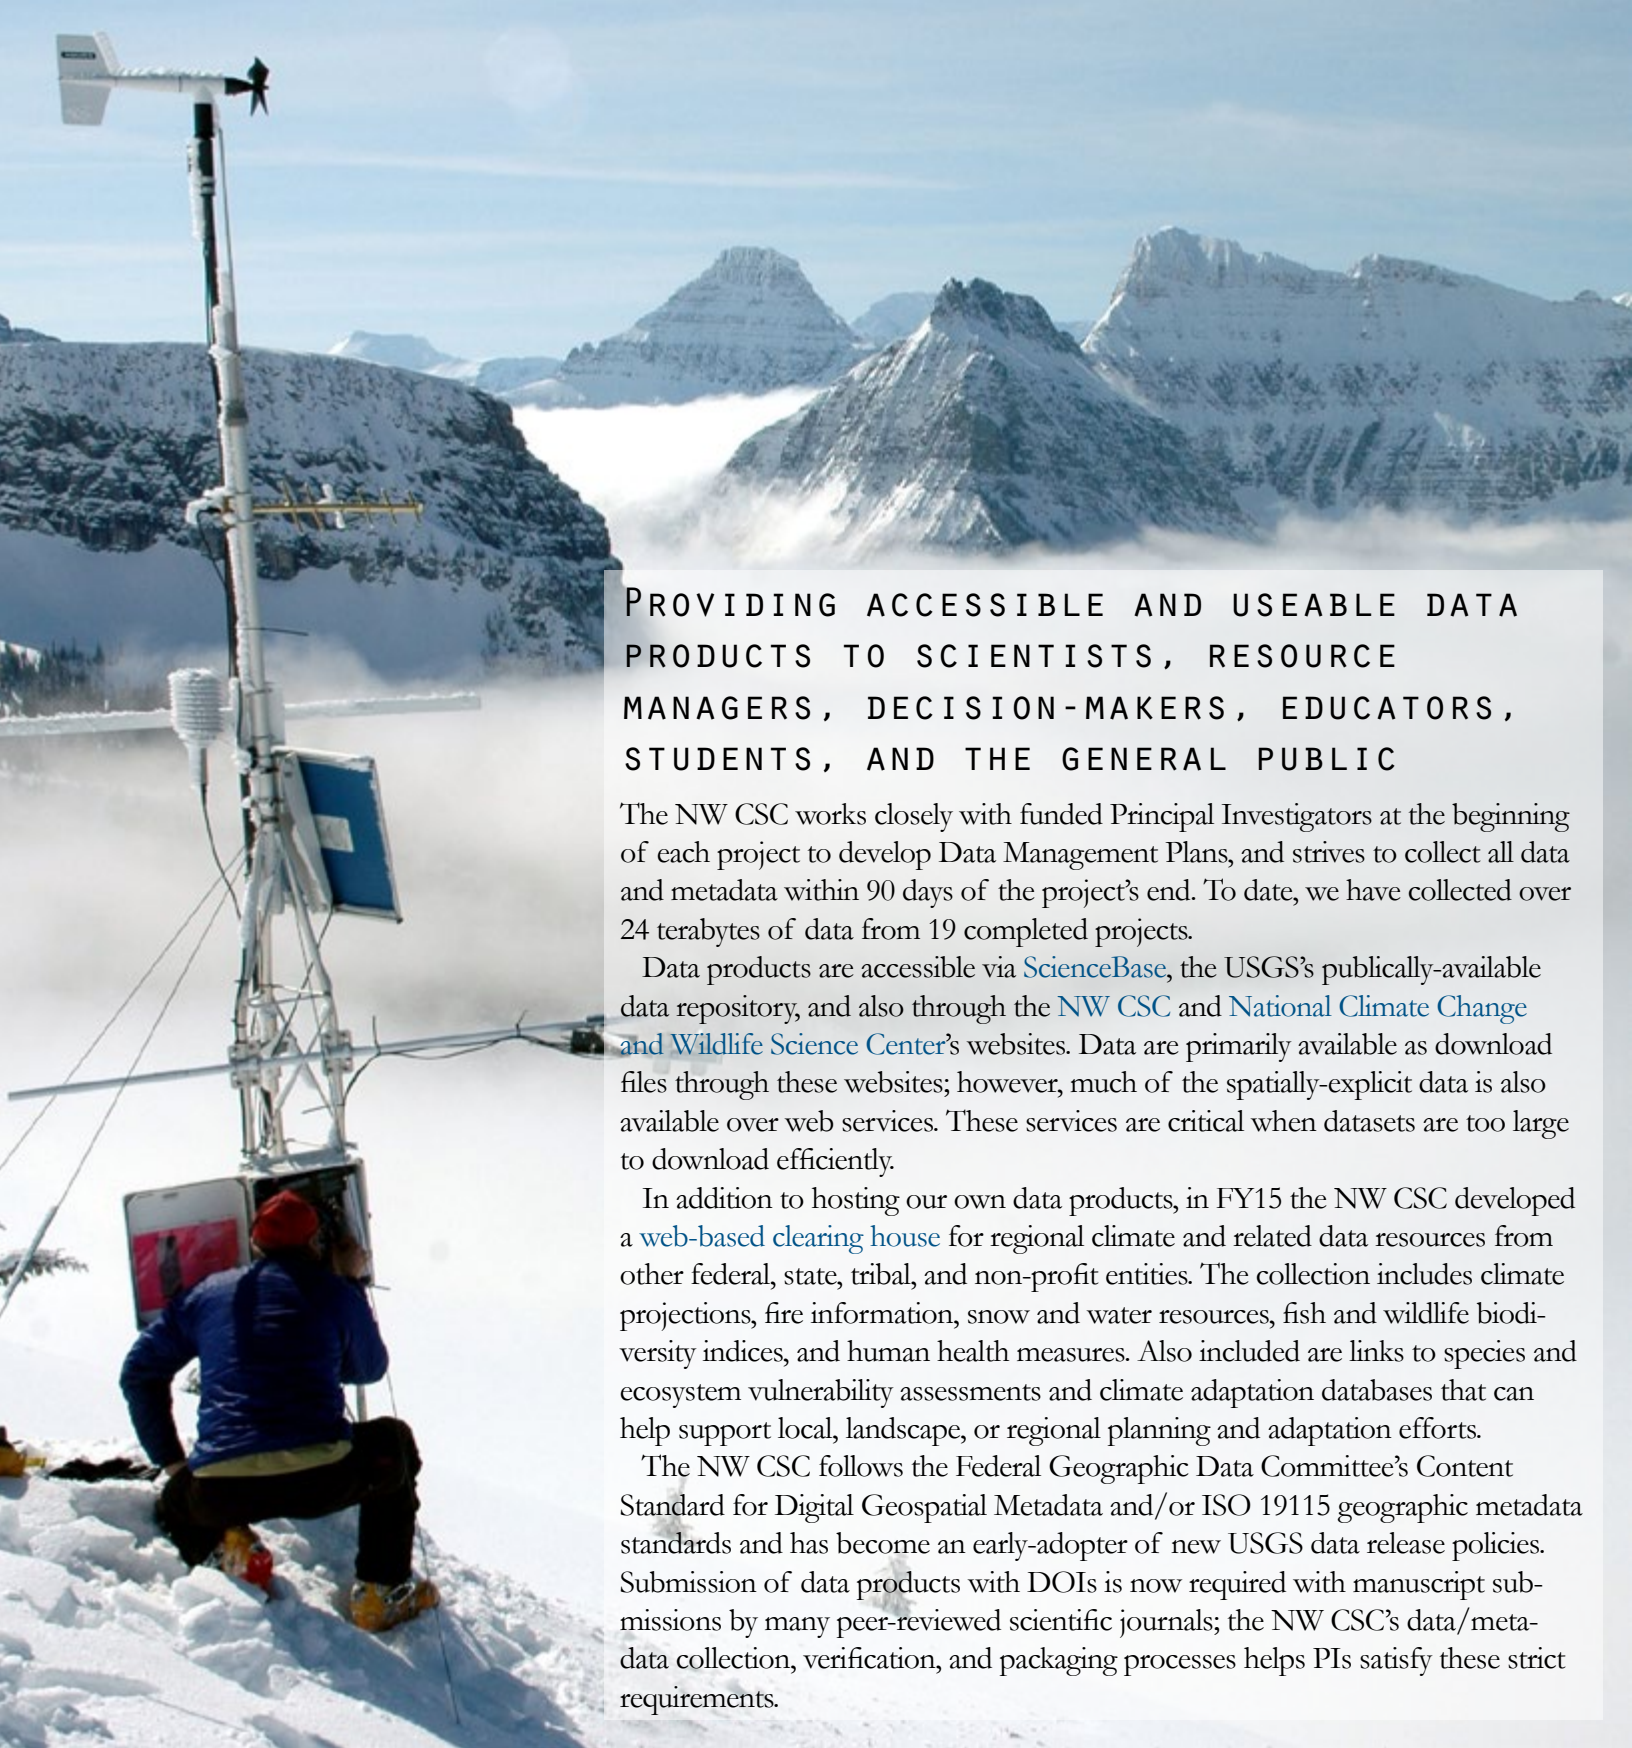 PROVIDING ACCESSIBLE AND USEABLE DATA
PRODUCTS TO SCIENTISTS, RESOURCE
MANAGERS, DECISION-MAKERS, EDUCATORS,
STUDENTS, AND THE GENERAL PUBLIC
The NW CSC works closely with funded Principal Investigators at the beginning
of each project to develop Data Management Plans, and strives to collect all data
and metadata within 90 days of the project's end. To date, we have collected over
24 terabytes of data from 19 completed projects.
Data products are accessible via ScienceBase, the USGS's publically-available
data repository, and also through the NW CSC and National Climate Change
and Wildlife Science Center's websites. Data are primarily available as download
files through these websites; however, much of the spatially-explicit data is also
available over web services. These services are critical when datasets are too large
to download efficiently.
In addition to hosting our own data products, in FY15 the NW CSC developed
a web-based clearing house for regional climate and related data resources from
other federal, state, tribal, and non-profit entities. The collection includes climate
projections, fire information, snow and water resources, fish and wildlife biodi-
versity indices, and human health measures. Also included are links to species and
ecosystem vulnerability assessments and climate adaptation databases that can
help support local, landscape, or regional planning and adaptation efforts.
The NW CSC follows the Federal Geographic Data Committee's Content
Standard for Digital Geospatial Metadata and/or ISO 19115 geographic metadata
standards and has become an early-adopter of new USGS data release policies.
Submission of data products with DOIs is now required with manuscript sub-
missions by many peer-reviewed scientific journals; the NW CSC's data/meta-
data collection, verification, and packaging processes helps PIs satisfy these strict
requirements.